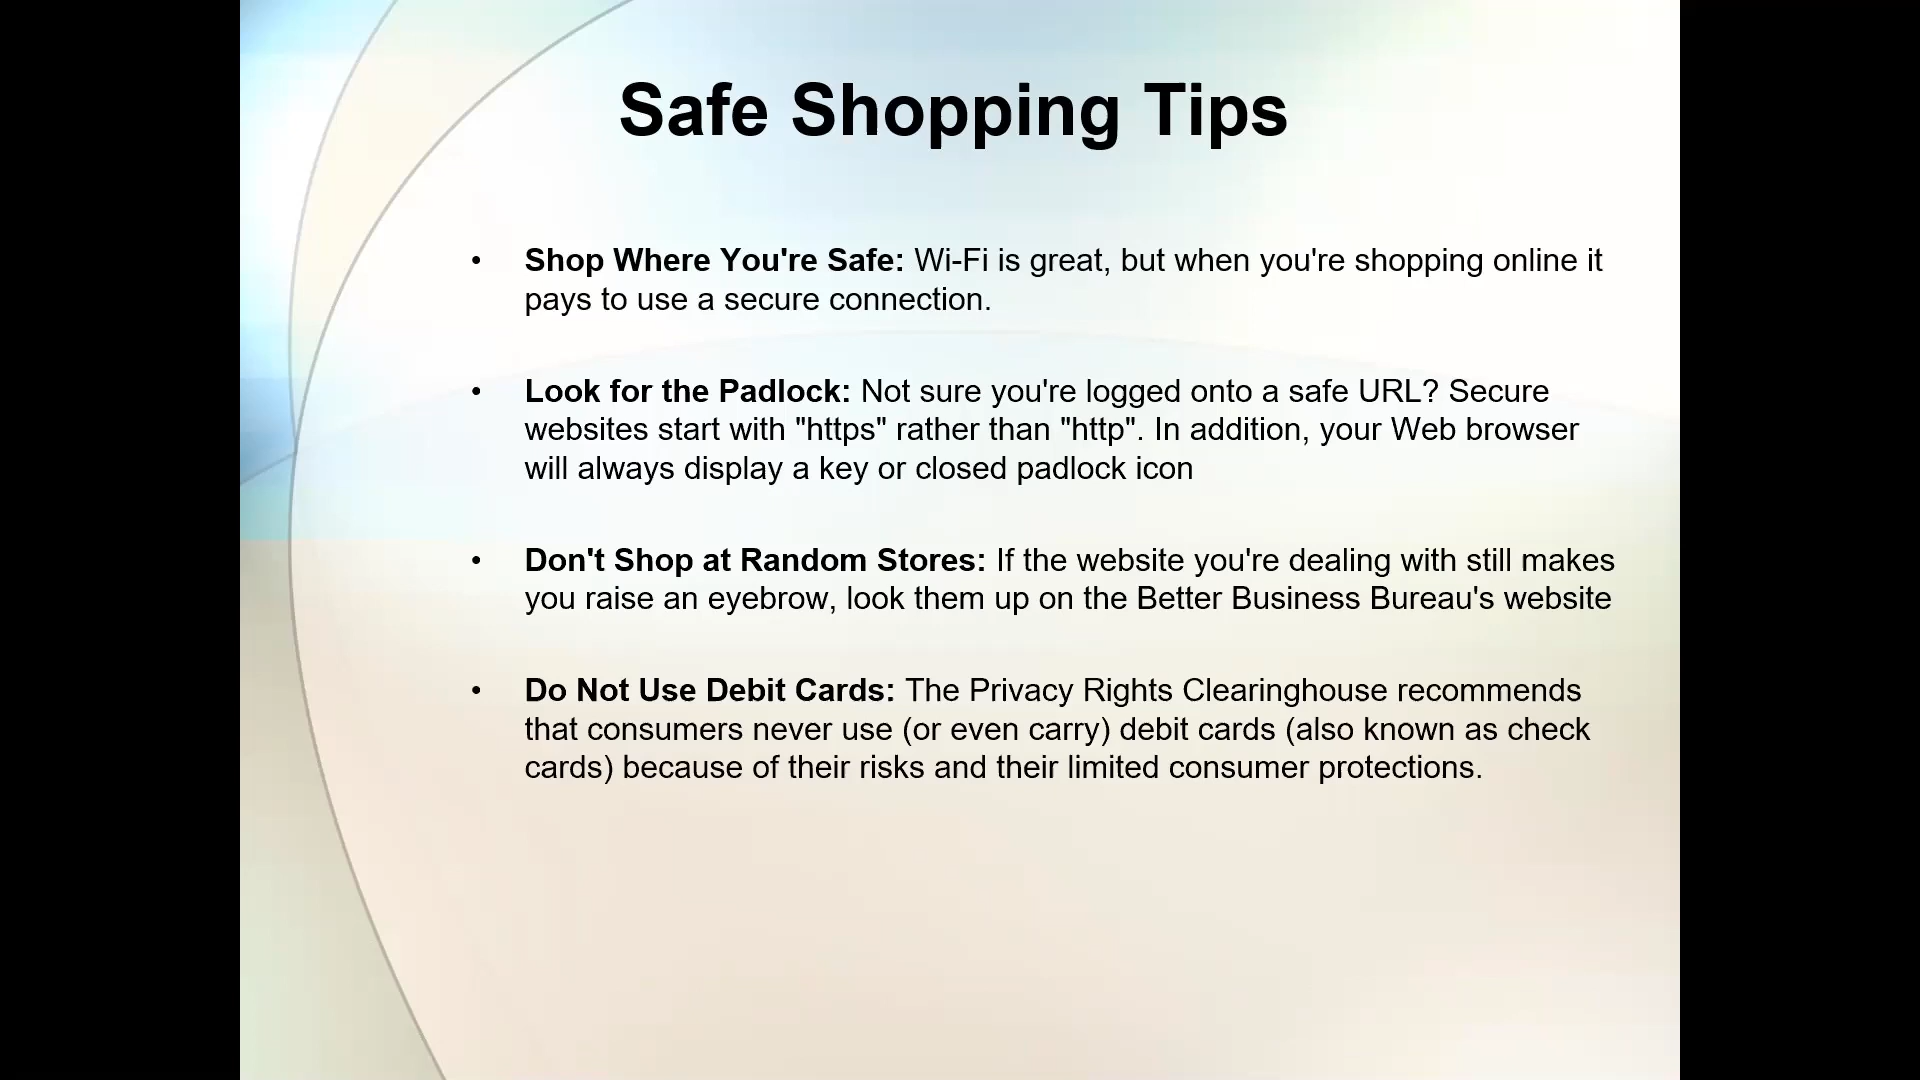 Safe Shopping Tips
• Shop Where You're Safe: Wi-Fi is great, but when you're shopping online it
pays to use a secure connection.
• Look for the Padlock: Not sure you're logged onto a safe URL? Secure
websites start with "https" rather than "http". In addition, your Web browser
will always display a key or closed padlock icon
• Don't Shop at Random Stores: If the website you're dealing with still makes
you raise an eyebrow, look them up on the Better Business Bureau's website
• Do Not Use Debit Cards: The Privacy Rights Clearinghouse recommends
that consumers never use (or even carry) debit cards (also known as check
cards) because of their risks and their limited consumer protections.